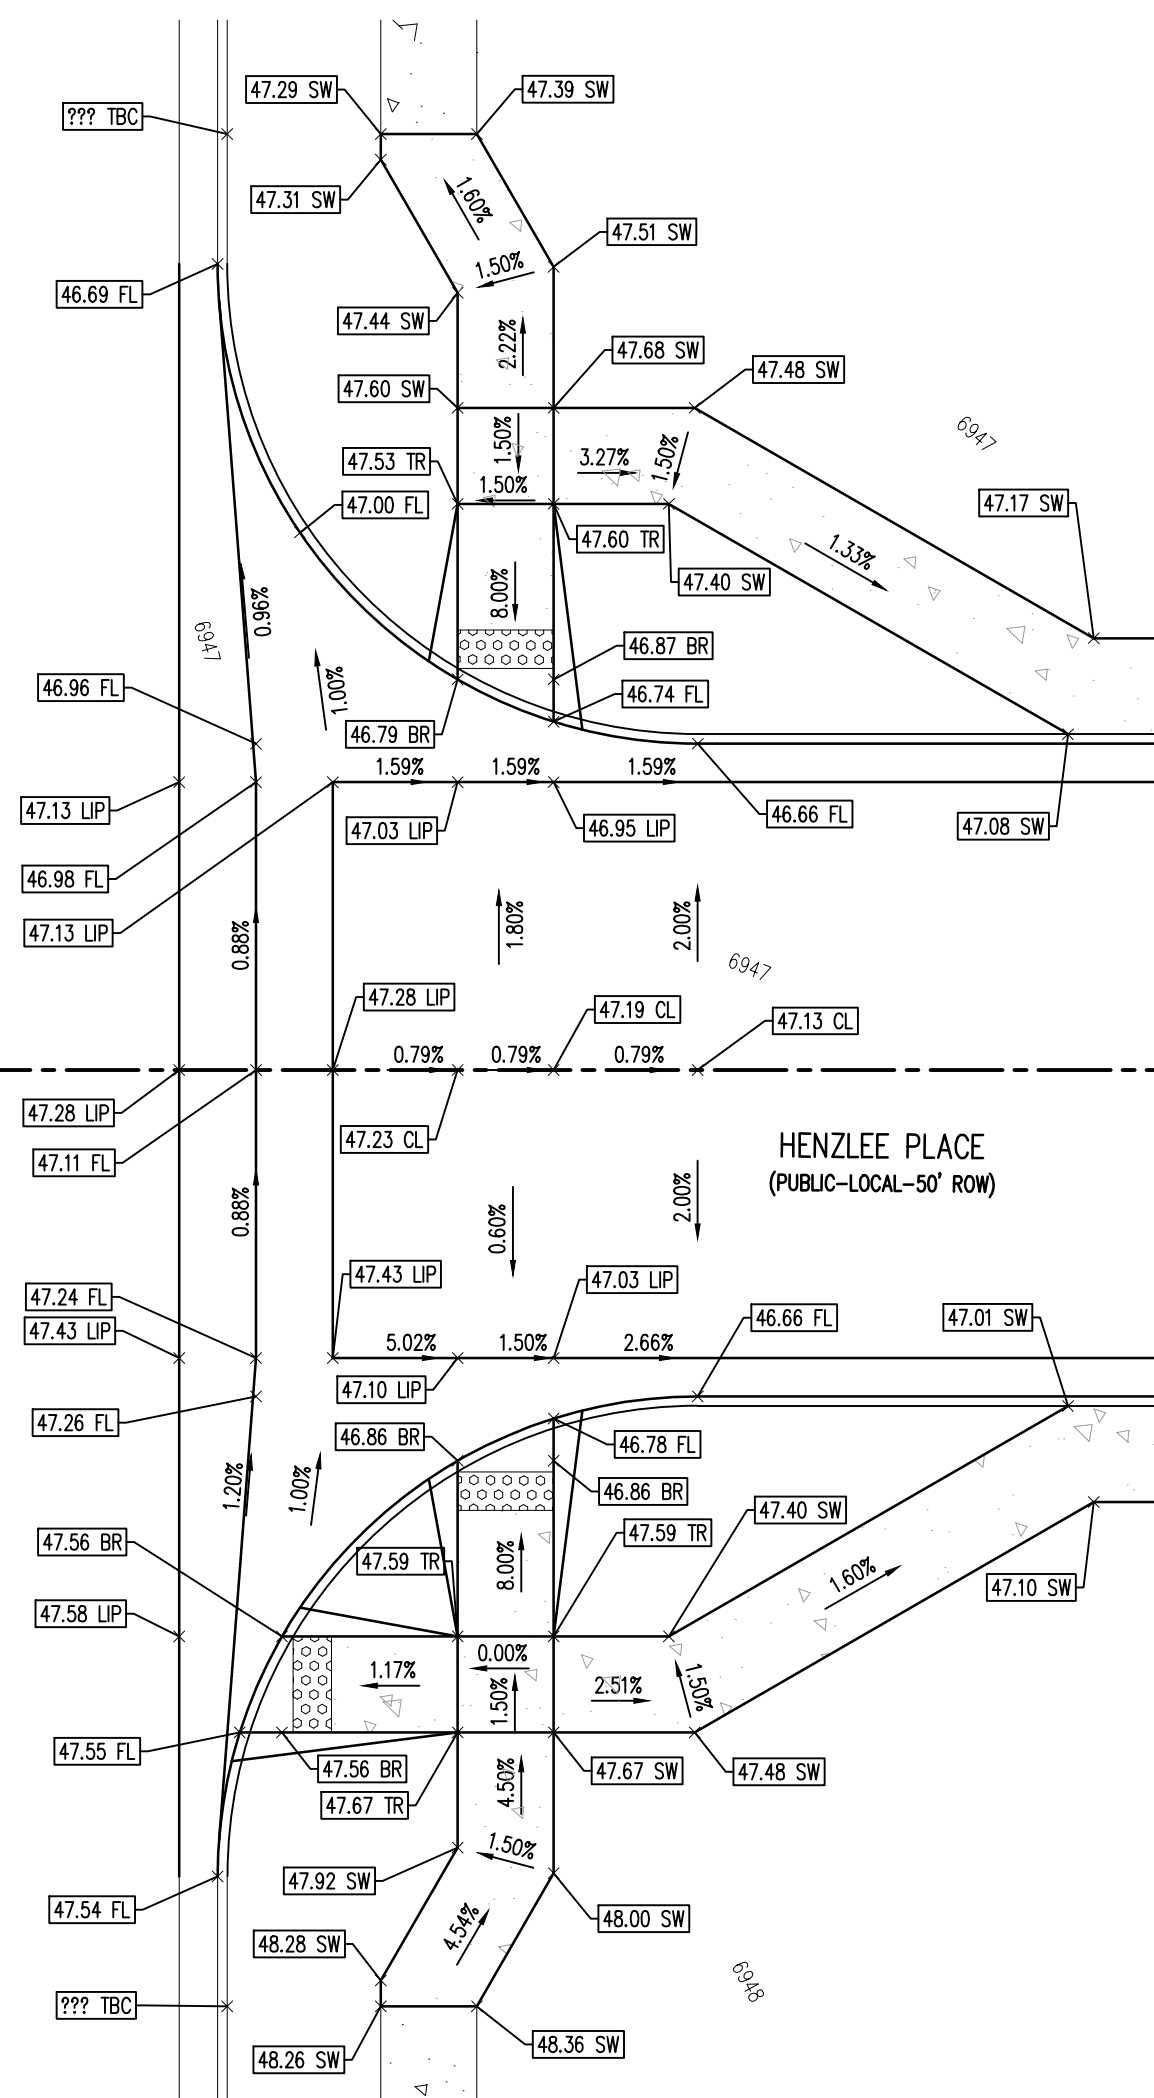 47.29 SW
47.39 SW
??? TBC
47.31 SW
1.60%
47.51 SW
1.50%
46.69 FL
47.44 SW
2.22%
47.68 SW
47.48 SW
47.60 SW
6947
1.50%
1.50%
47.53 TR
3.27%
1.50%
47.00 FL
47.17 SW
47.60 TR
1.33%
47.40 SW
8.00%
0.96%
6947
46.87 BR
46.96 FL
1.00%
46.74 FL
46.79 BR
1.59%
1.59%
1.59%
47.13 LIP
47.03 LIP
46.95 LIP
46.66 FL
47.08 SW
46.98 FL
47.13 LIP
0.88%
1.80%
2.00%
6947
47.28 LIP
47.19 CL
47.13 CL
0.79%
0.79%
0.79%
47.28 LIP
47.23 CL
47.11 FL
HENZLEE PLACE
(PUBLIC-LOCAL-50' ROW)
0.88%
0.60%
2.00%
47.43 LIP
47.03 LIP
47.24 FL
46.66 FL
47.01 SW
47.43 LIP
5.02%
1.50%
2.66%
47.10 LIP
47.26 FL
46.86 BR
46.78 FL
1.20%
1.00%
46.86 BR
47.40 SW
47.56 BR
47.59 TR
47.59 TR
8.00%
1.60%
47.10 SW
47.58 LIP
0.00%
1.17%
2.51%
1.50%
1.50%
47.55 FL
47.56 BR
47.67 SW
47.48 SW
47.67 TR
4.50%
1.50%
47.92 SW
47.54 FL
48.00 SW
4.54%
48.28 SW
6948
??? TBC
48.36 SW
48.26 SW